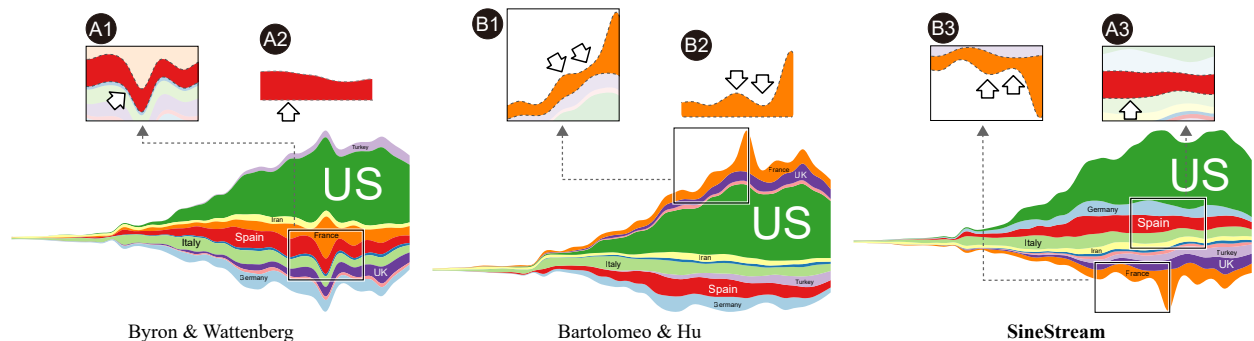 A1
A2
Turkey
US
Iran
France
Spain
Italy
UK
Germany
Byron & Wattenberg
B1
B2
France
UK
US
Iran
Italy
Turkey
Spain
Germany
Bartolomeo & Hu
B3
A3
US
Germany
Spain
Italy
Iran
Turkey
UK
France
SineStream